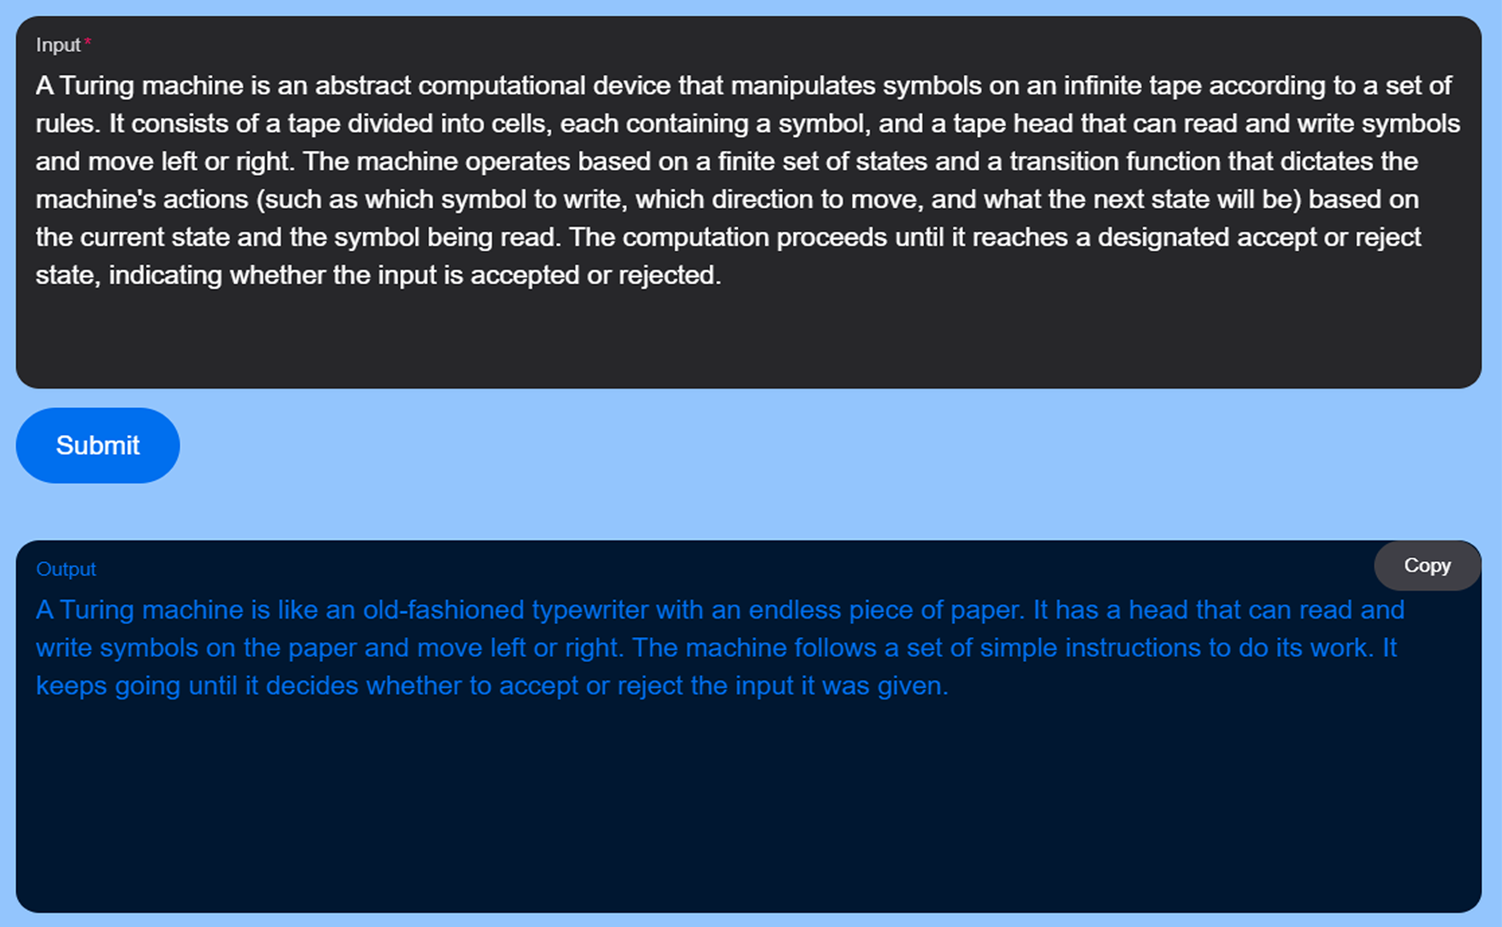 Input*
A Turing machine is an abstract computational device that manipulates symbols on an infinite tape according to a set of
rules. It consists of a tape divided into cells, each containing a symbol, and a tape head that can read and write symbols
and move left or right. The machine operates based on a finite set of states and a transition function that dictates the
machine's actions (such as which symbol to write, which direction to move, and what the next state will be) based on
the current state and the symbol being read. The computation proceeds until it reaches a designated accept or reject
state, indicating whether the input is accepted or rejected.
Submit
Output
Copy
A Turing machine is like an old-fashioned typewriter with an endless piece of paper. It has a head that can read and
write symbols on the paper and move left or right. The machine follows a set of simple instructions to do its work. It
keeps going until it decides whether to accept or reject the input it was given.